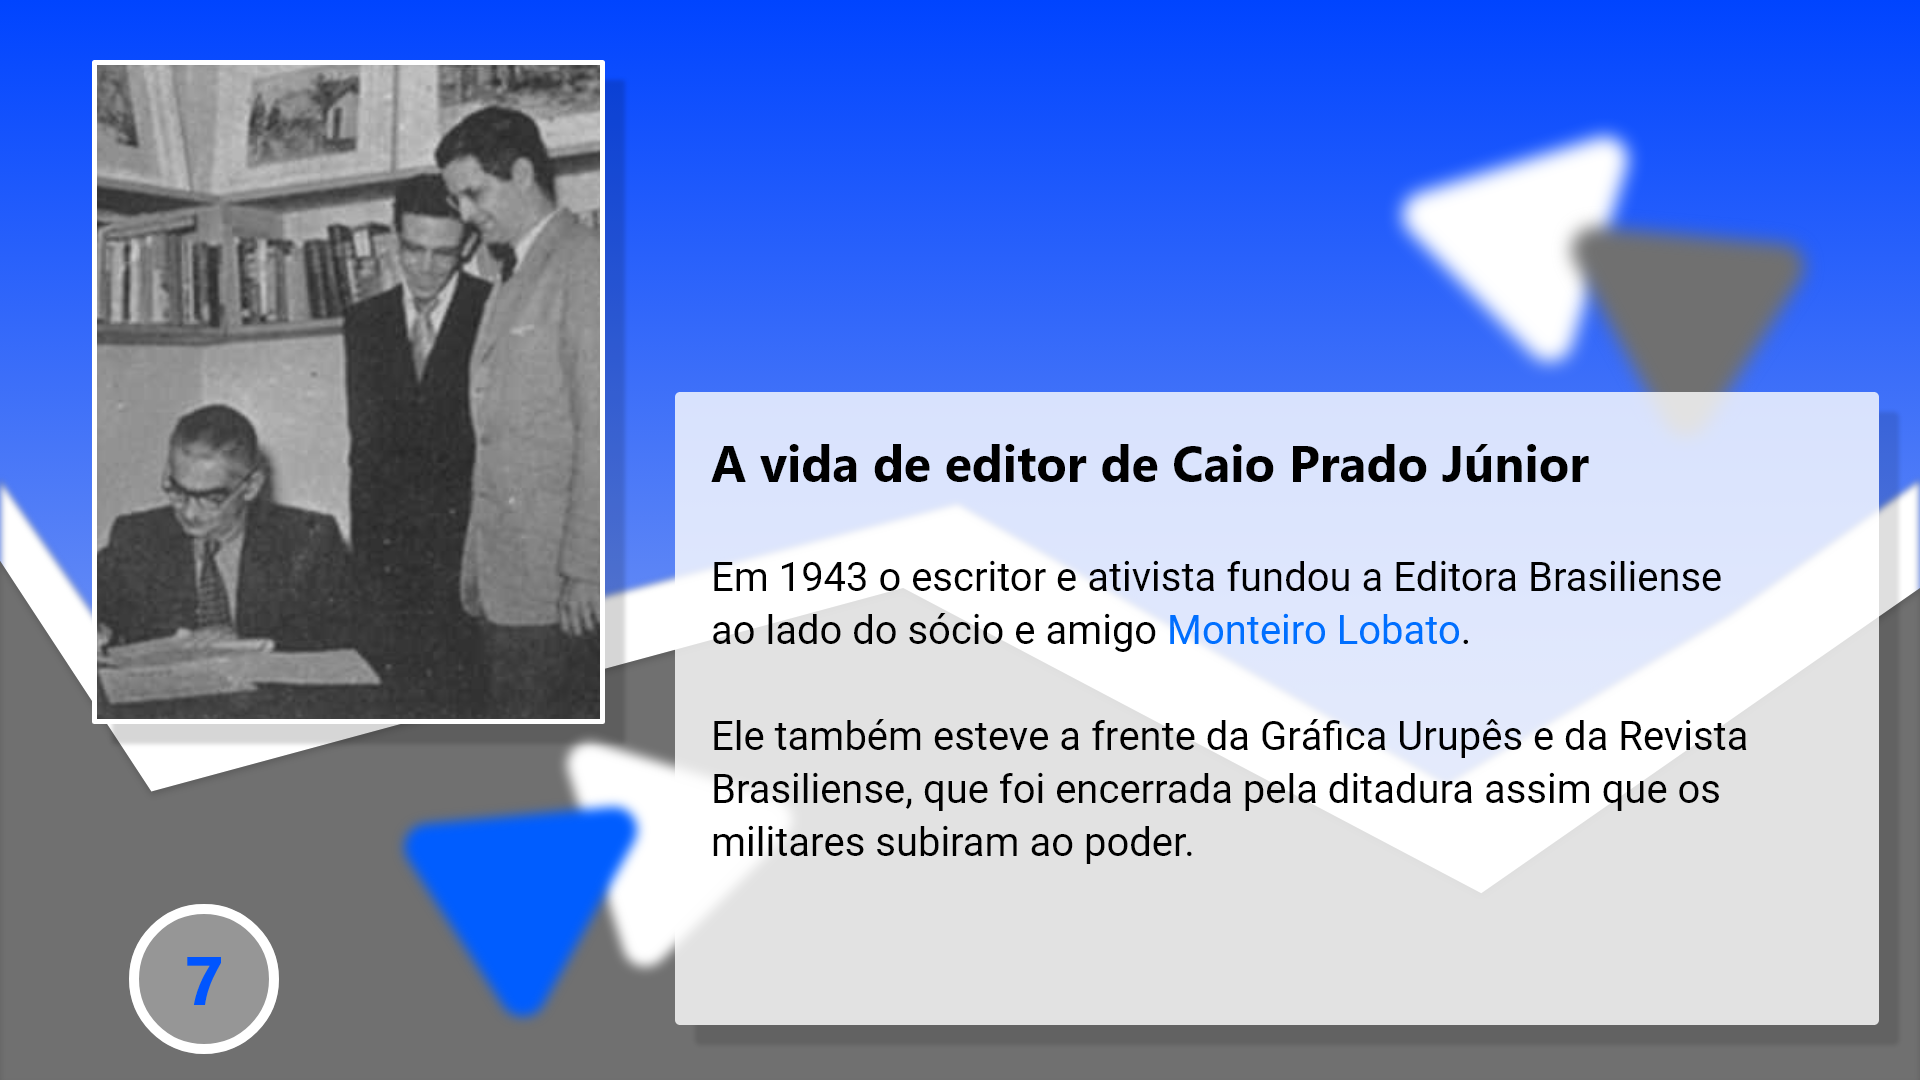 A vida de editor de Caio Prado Júnior
Em 1943 o escritor e ativista fundou a Editora Brasiliense
ao lado do sócio e amigo Monteiro Lobato.
Ele também esteve a frente da Gráfica Urupês e da Revista
Brasiliense, que foi encerrada pela ditadura assim que os
militares subiram ao poder.
7